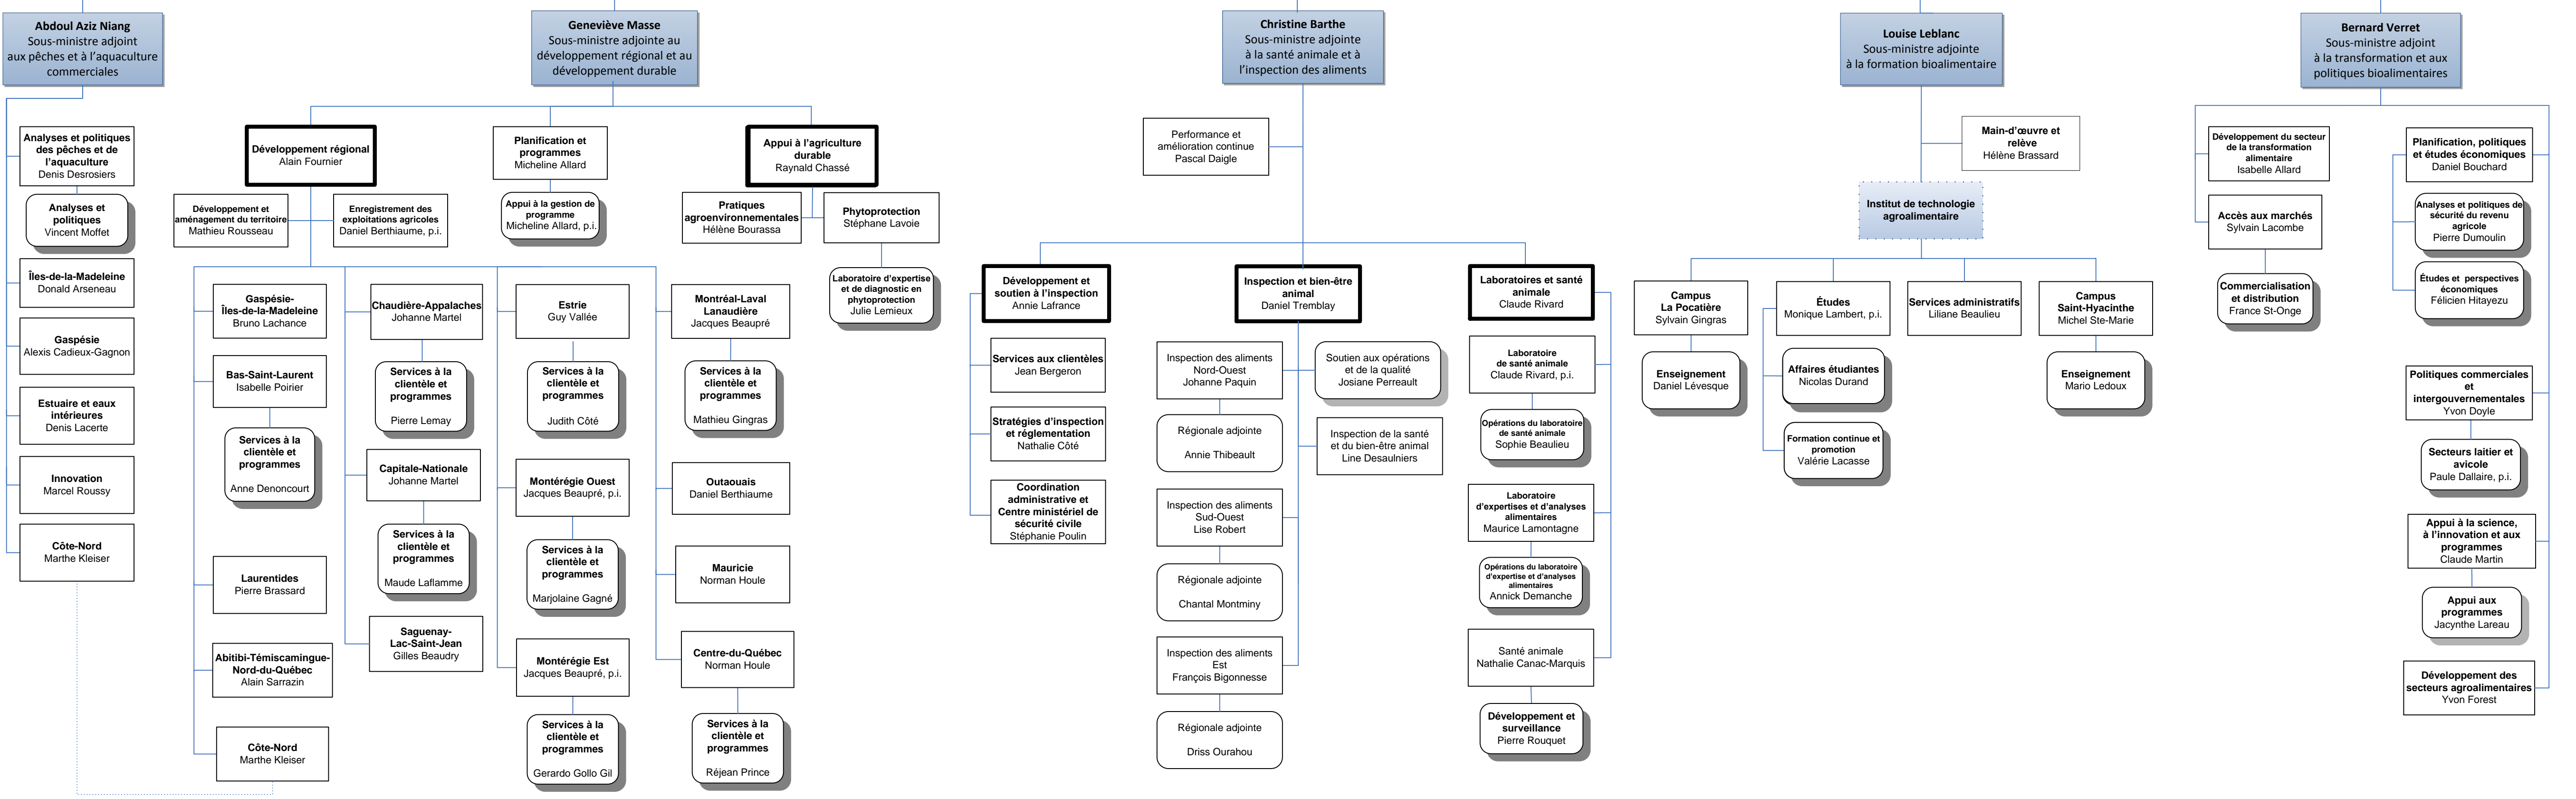 Abdoul Aziz Niang
Sous-ministre adjoint
aux pêches et à l'aquaculture
commerciales
Analyses et politiques
des pêches et de
l'aquaculture
Denis Desrosiers
Analyses et
politiques
Vincent Moffet
Îles-de-la-Madeleine
Donald Arseneau
Gaspésie
Alexis Cadieux-Gagnon
Estuaire et eaux
intérieures
Denis Lacerte
Innovation
Marcel Roussy
Côte-Nord
Marthe Kleiser
Geneviève Masse
Sous-ministre adjointe au
développement régional et au
développement durable
Développement régional
Alain Fournier
Développement et
aménagement du territoire
Mathieu Rousseau
Enregistrement des
exploitations agricoles
Daniel Berthiaume, p.i.
Gaspésie-
Îles-de-la-Madeleine
Bruno Lachance
Bas-Saint-Laurent
Isabelle Poirier
Services à la
clientèle et
programmes
Anne Denoncourt
Laurentides
Pierre Brassard
Abitibi-Témiscamingue-
Nord-du-Québec
Alain Sarrazin
Côte-Nord
Marthe Kleiser
Chaudière-Appalaches
Johanne Martel
Services à la
clientèle et
programmes
Pierre Lemay
Capitale-Nationale
Johanne Martel
Services à la
clientèle et
programmes
Maude Laflamme
Saguenay-
Lac-Saint-Jean
Gilles Beaudry
Estrie
Guy Vallée
Services à la
clientèle et
programmes
Judith Côté
Montérégie Ouest
Jacques Beaupré, p.i.
Services à la
clientèle et
programmes
Marjolaine Gagné
Montérégie Est
Jacques Beaupré, p.i.
Services à la
clientèle et
programmes
Gerardo Gollo Gil
Montréal-Laval
Lanaudière
Jacques Beaupré
Services à la
clientèle et
programmes
Mathieu Gingras
Outaouais
Daniel Berthiaume
Mauricie
Norman Houle
Centre-du-Québec
Norman Houle
Services à la
clientèle et
programmes
Réjean Prince
Planification et
programmes
Micheline Allard
Appui à la gestion de
programme
Micheline Allard, p.i.
Appui à l'agriculture
durable
Raynald Chassé
Pratiques
agroenvironnementales
Hélène Bourassa
Phytoprotection
Stéphane Lavoie
Laboratoire d'expertise
et de diagnostic en
phytoprotection
Julie Lemieux
Christine Barthe
Sous-ministre adjointe
à la santé animale et à
l'inspection des aliments
Performance et
amélioration continue
Pascal Daigle
Développement et
soutien à l'inspection
Annie Lafrance
Services aux clientèles
Jean Bergeron
Stratégies d'inspection
et réglementation
Nathalie Côté
Coordination
administrative et
Centre ministériel de
sécurité civile
Stéphanie Poulin
Inspection et bien-être
animal
Daniel Tremblay
Inspection des aliments
Nord-Ouest
Johanne Paquin
Régionale adjointe
Annie Thibeault
Inspection des aliments
Sud-Ouest
Lise Robert
Régionale adjointe
Chantal Montminy
Inspection des aliments
Est
François Bigonnesse
Régionale adjointe
Driss Ourahou
Soutien aux opérations
et de la qualité
Josiane Perreault
Inspection de la santé
et du bien-être animal
Line Desaulniers
Laboratoires et santé
animale
Claude Rivard
Laboratoire
de santé animale
Claude Rivard, p.i.
Opérations du laboratoire
de santé animale
Sophie Beaulieu
Laboratoire
d'expertises et d'analyses
alimentaires
Maurice Lamontagne
Opérations du laboratoire
d'expertise et d'analyses
alimentaires
Annick Demanche
Santé animale
Nathalie Canac-Marquis
Développement et
surveillance
Pierre Rouquet
Louise Leblanc
Sous-ministre adjointe
à la formation bioalimentaire
Main-d'œuvre et
relève
Hélène Brassard
Institut de technologie
agroalimentaire
Campus
La Pocatière
Sylvain Gingras
Enseignement
Daniel Lévesque
Études
Monique Lambert, p.i.
Affaires étudiantes
Nicolas Durand
Formation continue et
promotion
Valérie Lacasse
Services administratifs
Liliane Beaulieu
Campus
Saint-Hyacinthe
Michel Ste-Marie
Enseignement
Mario Ledoux
Bernard Verret
Sous-ministre adjoint
à la transformation et aux
politiques bioalimentaires
Développement du secteur
de la transformation
alimentaire
Isabelle Allard
Accès aux marchés
Sylvain Lacombe
Commercialisation
et distribution
France St-Onge
Planification, politiques
et études économiques
Daniel Bouchard
Analyses et politiques de
sécurité du revenu
agricole
Pierre Dumoulin
Études et perspectives
économiques
Félicien Hitayezu
Politiques commerciales
et
intergouvernementales
Yvon Doyle
Secteurs laitier et
avicole
Paule Dallaire, p.i.
Appui à la science,
à l'innovation et aux
programmes
Claude Martin
Appui aux
programmes
Jacynthe Lareau
Développement des
secteurs agroalimentaires
Yvon Forest